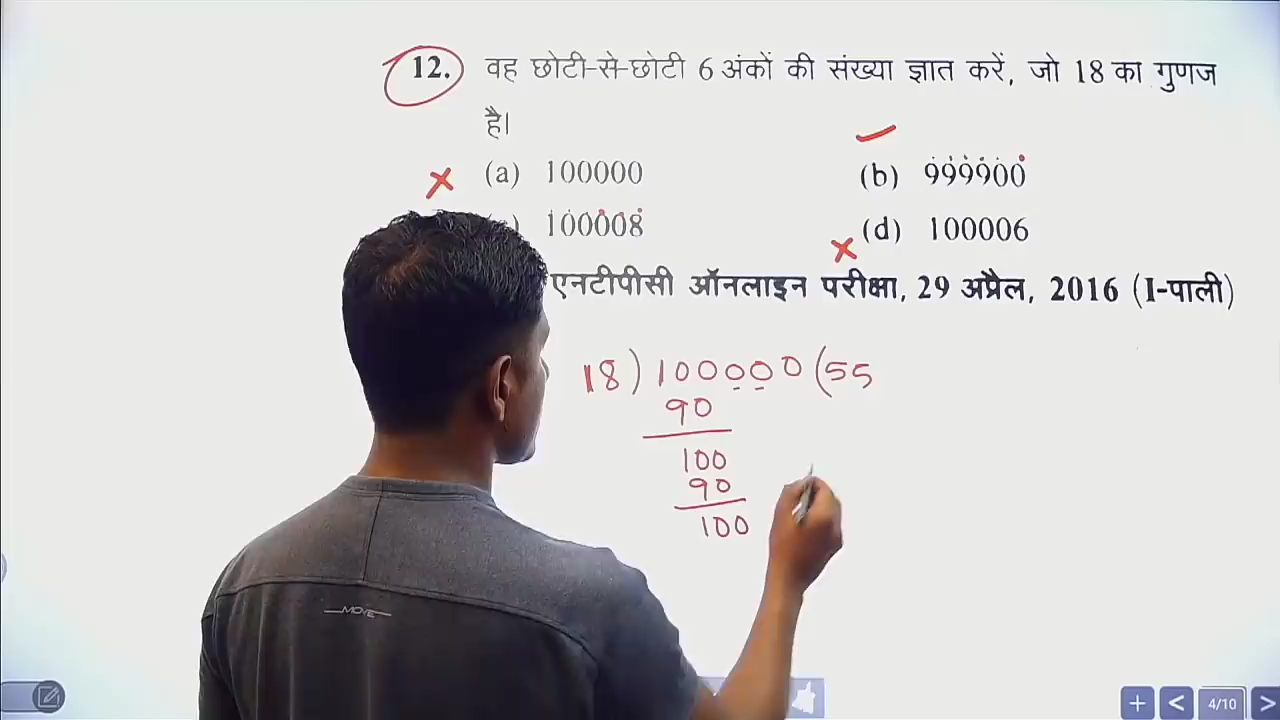 12. वह छोटी-से-छोटी 6 अंकों की संख्या ज्ञात करें, जो 18 का गुणज
है।
(a) 100000 (b) 999900
) 100008 (d) 100006
एनटीपीसी ऑनलाइन परीक्षा, 29 अप्रैल, 2016 (I-पाली)
18 ) 100000 ( 55
90
100
90
100
MOVE
4/10